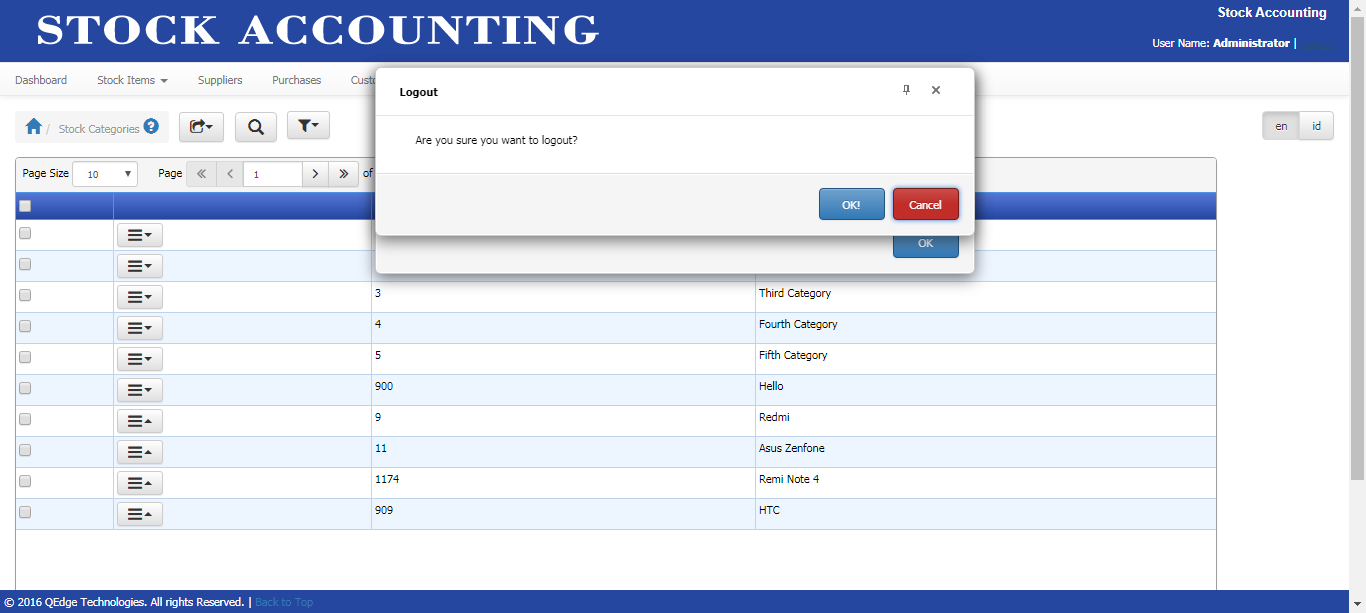 STOCK ACCOUNTING
Stock Accounting
User Name: Administrator |
Dashboard Stock Items Suppliers Purchases
Logout
Are you sure you want to logout?
OK! Cancel
OK
/ Stock Categories ?
en id
Page Size 10 Page « < 1 > » of
3 Third Category
4 Fourth Category
5 Fifth Category
900 Hello
9 Redmi
11 Asus Zenfone
1174 Remi Note 4
909 HTC
© 2016 QEdge Technologies. All rights Reserved. | Back to Top